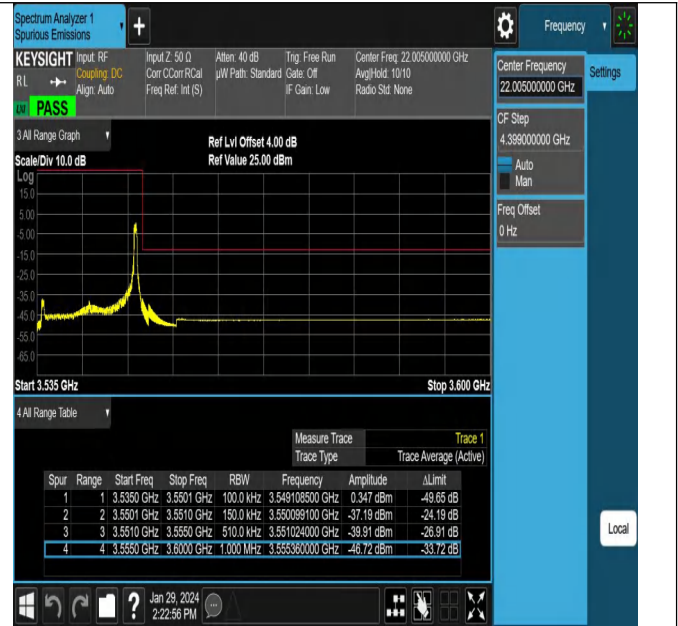 Spectrum Analyzer 1
Spurious Emissions
+
Frequency
KEYSIGHT Input: RF Input Z: 50 Ω Atten: 40 dB Trig: Free Run Center Freq: 22.005000000 GHz
RL Coupling: DC Corr CCorr RCal µW Path: Standard Gate: Off Avg|Hold: 10/10
Align: Auto Freq Ref: Int (S) IF Gain: Low Radio Std: None
LNI PASS
3 All Range Graph
Ref Lvl Offset 4.00 dB
Scale/Div 10.0 dB Ref Value 25.00 dBm
Log
15.0
5.00
-5.00
-15.0
-25.0
-35.0
-45.0
-55.0
-65.0
Start 3.535 GHz Stop 3.600 GHz
4 All Range Table
Measure Trace Trace 1
Trace Type Trace Average (Active)
Spur Range Start Freq Stop Freq RBW Frequency Amplitude ΔLimit
1 1 3.5350 GHz 3.5501 GHz 100.0 kHz 3.549108500 GHz 0.347 dBm -49.65 dB
2 2 3.5501 GHz 3.5510 GHz 150.0 kHz 3.550099100 GHz -37.19 dBm -24.19 dB
3 3 3.5510 GHz 3.5550 GHz 510.0 kHz 3.551024000 GHz -39.91 dBm -26.91 dB
4 4 3.5550 GHz 3.6000 GHz 1.000 MHz 3.555360000 GHz -46.72 dBm -33.72 dB
?
Jan 29, 2024
2:22:56 PM
Center Frequency
22.005000000 GHz
Settings
CF Step
4.399000000 GHz
Auto
Man
Freq Offset
0 Hz
Local